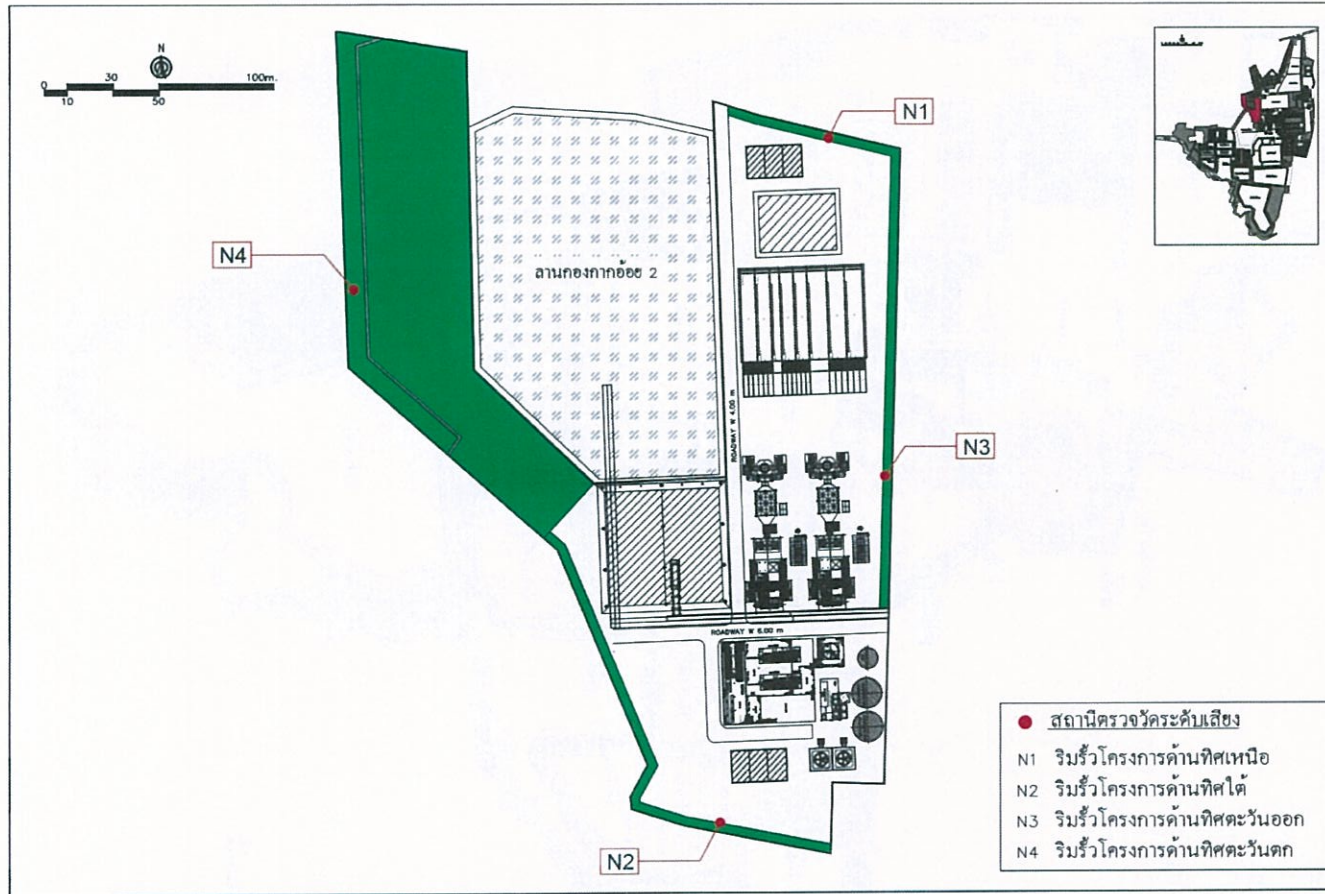 N
0 30 100m.
10 50
N1
N4
ลานกองกากอ้อย 2
ROADWAY W 4.00 m
N3
ROADWAY W 6.00 m
N2
สถานีตรวจวัดระดับเสียง
N1 ริมรั้วโครงการด้านทิศเหนือ
N2 ริมรั้วโครงการด้านทิศใต้
N3 ริมรั้วโครงการด้านทิศตะวันออก
N4 ริมรั้วโครงการด้านทิศตะวันตก